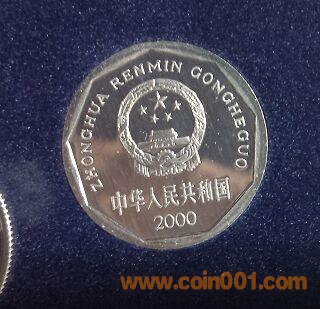 ZHONGHUA RENMIN GONGHEGUO
中华人民共和国
2000
www.coin001.com